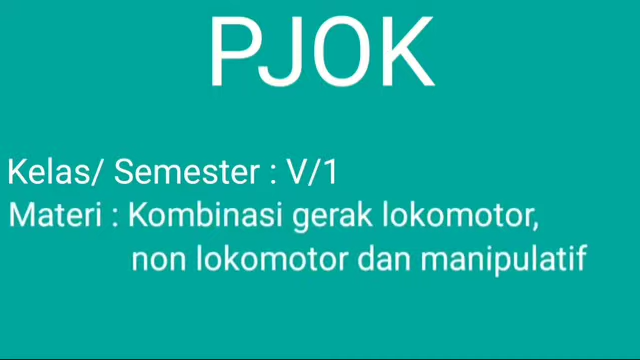 PJOK
Kelas/ Semester : V/1
Materi : Kombinasi gerak lokomotor,
non lokomotor dan manipulatif